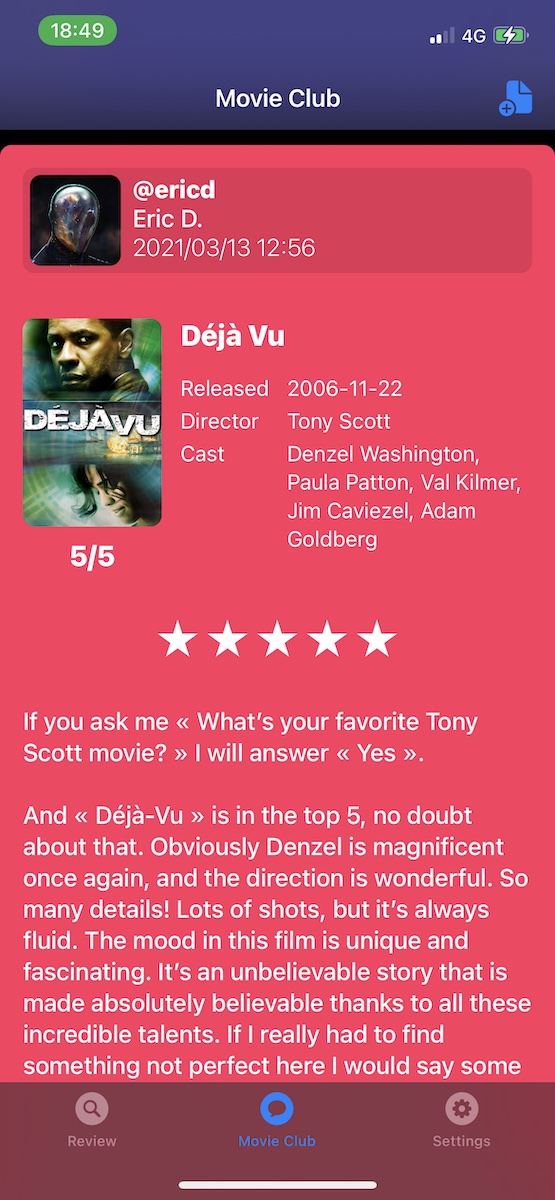 18:49
4G
Movie Club
@ericd
Eric D.
2021/03/13 12:56
DÉJÀ VU
Déjà Vu
Released 2006-11-22
Director Tony Scott
Cast Denzel Washington,
Paula Patton, Val Kilmer,
Jim Caviezel, Adam
Goldberg
5/5
If you ask me « What’s your favorite Tony
Scott movie? » I will answer « Yes ».
And « Déjà-Vu » is in the top 5, no doubt
about that. Obviously Denzel is magnificent
once again, and the direction is wonderful. So
many details! Lots of shots, but it’s always
fluid. The mood in this film is unique and
fascinating. It’s an unbelievable story that is
made absolutely believable thanks to all these
incredible talents. If I really had to find
something not perfect here I would say some
Review
Movie Club
Settings